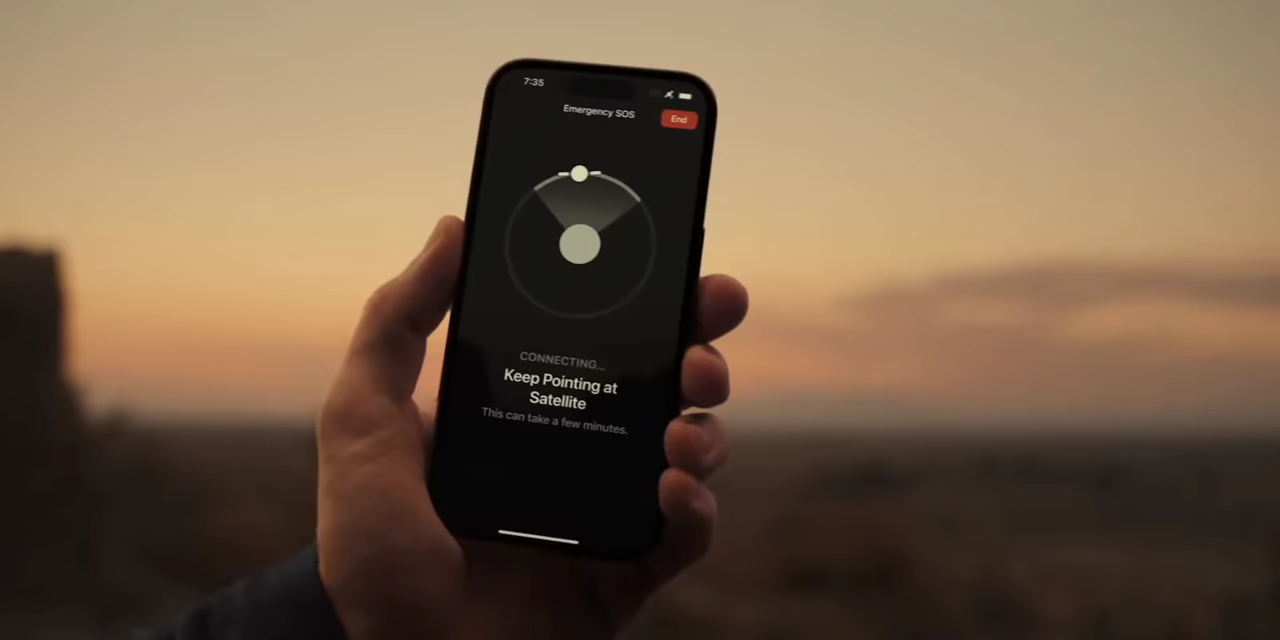 7:35
Emergency SOS
End
CONNECTING...
Keep Pointing at
Satellite
This can take a few minutes.